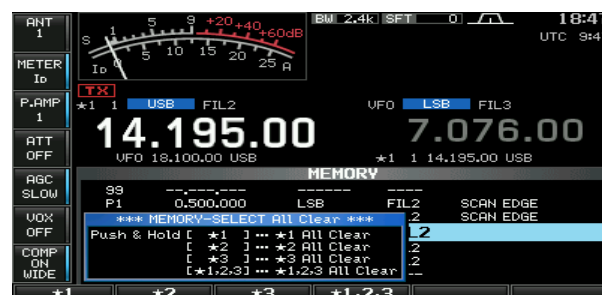 ANT 1
METER ID
P.AMP 1
ATT OFF
AGC SLOW
VOX OFF
COMP ON WIDE
S 1 5 9 +20 +40 +60dB
ID 0 5 10 15 20 25 A
BW 2.4k SFT 0
18:4
UTC 9:4
TX
★1 1 USB FIL2
VFO LSB FIL3
14.195.00
7.076.00
VFO 18.100.00 USB
★1 1 14.195.00 USB
MEMORY
99 --.---.--- ------ ----
P1 0.500.000 LSB FIL2 SCAN EDGE
.2 SCAN EDGE
L2
.2
.2
--
*** MEMORY-SELECT All Clear ***
Push & Hold [ ★1 ] ··· ★1 All Clear
[ ★2 ] ··· ★2 All Clear
[ ★3 ] ··· ★3 All Clear
[★1,2,3] ··· ★1,2,3 All Clear
★1 ★2 ★3 ★1,2,3